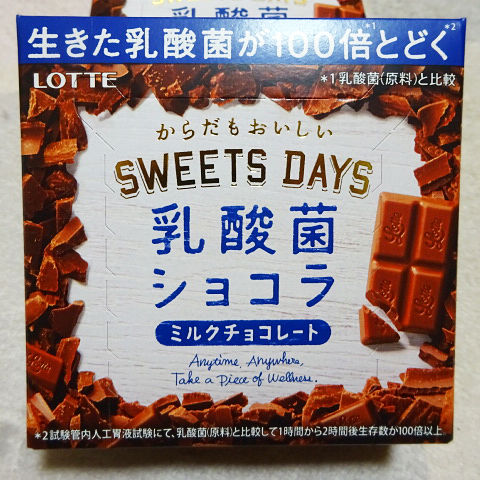 生きた乳酸菌が100倍とどく*1 *2
LOTTE
*1 乳酸菌(原料)と比較
からだもおいしい
SWEETS DAYS
乳酸菌
ショコラ
ミルクチョコレート
Anytime, Anywhere,
Take a Piece of Wellness.
*2 試験管内人工胃液試験にて、乳酸菌(原料)と比較して1時間から2時間後生存数が100倍以上。